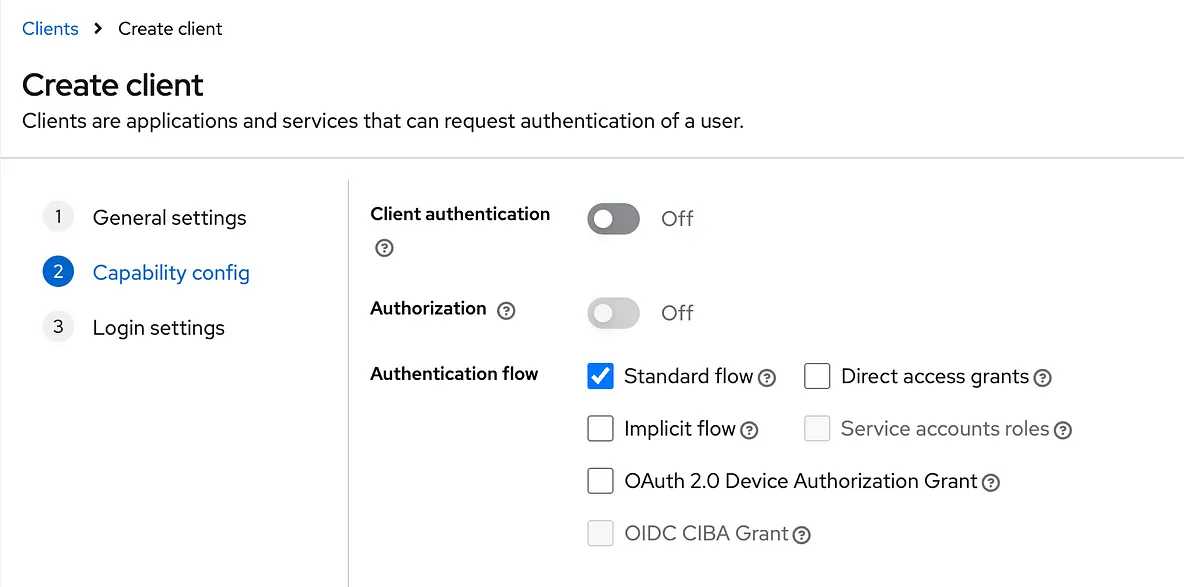 Clients > Create client
Create client
Clients are applications and services that can request authentication of a user.
1 General settings
2 Capability config
3 Login settings
Client authentication ? Off
Authorization ? Off
Authentication flow
Standard flow ? Direct access grants ?
Implicit flow ? Service accounts roles ?
OAuth 2.0 Device Authorization Grant ?
OIDC CIBA Grant ?